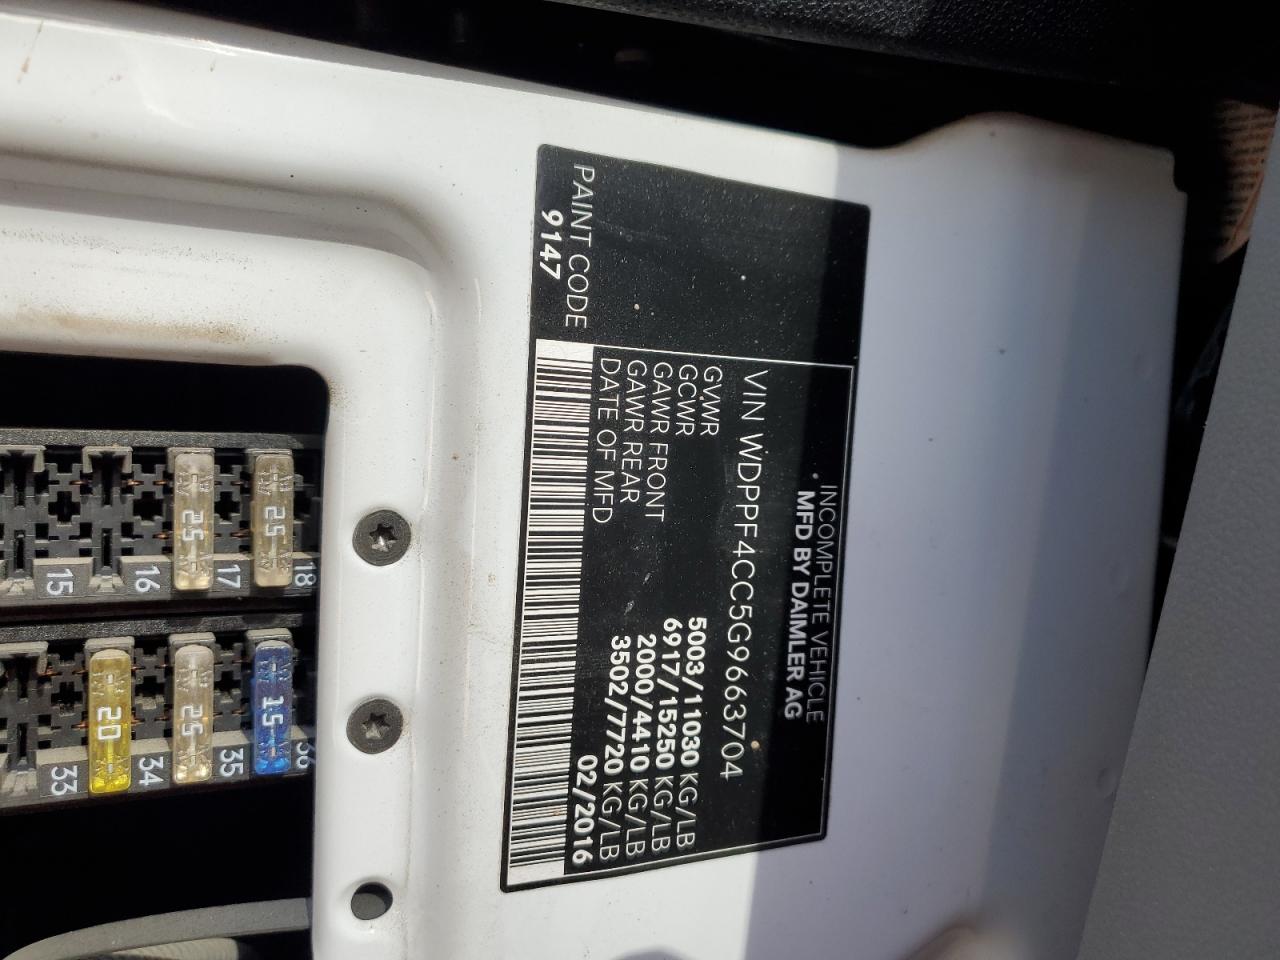 INCOMPLETE VEHICLE
MFD BY DAIMLER AG
VIN WDPPF4CC5G9663704
GVWR 5003/11030 KG/LB
GCWR 6917/15250 KG/LB
GAWR FRONT 2000/4410 KG/LB
GAWR REAR 3502/7720 KG/LB
DATE OF MFD 02/2016
PAINT CODE
9147
18
25
17
25
16
15
36
15
35
25
34
20
33